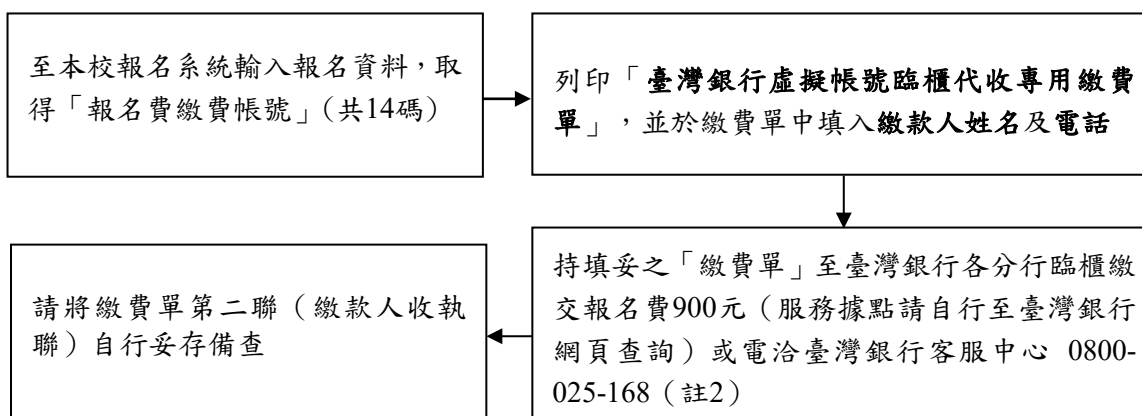 至本校報名系統輸入報名資料，取
得「報名費繳費帳號」（共14碼）
列印「臺灣銀行虛擬帳號臨櫃代收專用繳費
單」，並於繳費單中填入繳款人姓名及電話
持填妥之「繳費單」至臺灣銀行各分行臨櫃繳
交報名費900元（服務據點請自行至臺灣銀行
網頁查詢）或電洽臺灣銀行客服中心 0800-
025-168（註2）
請將繳費單第二聯（繳款人收執
聯）自行妥存備查